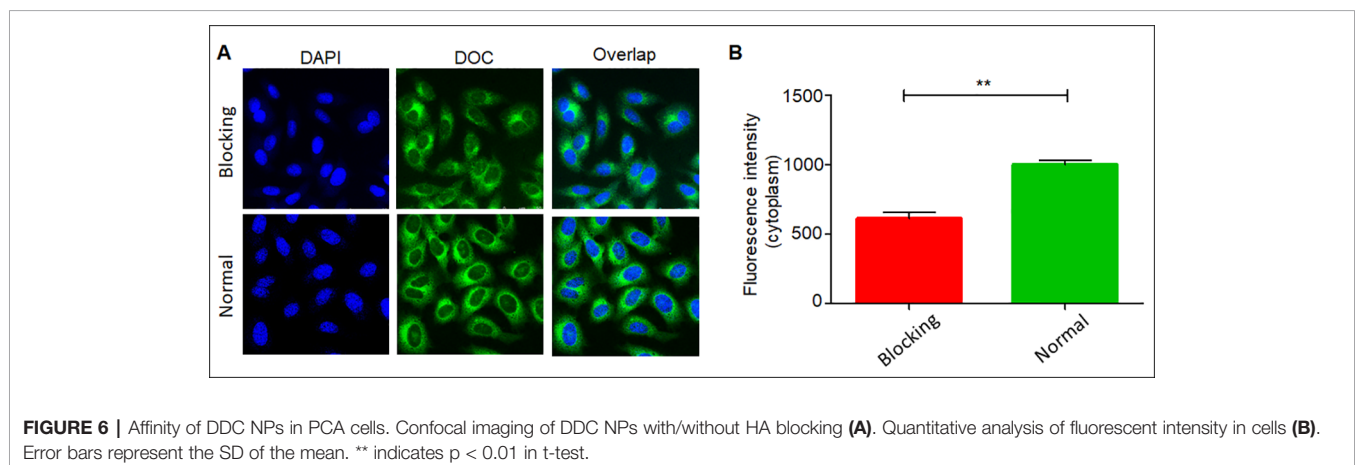 A
DAPI DOC Overlap
Blocking
Normal
B
**
Fluorescence intensity
(cytoplasm)
1500
1000
500
0
Blocking
Normal
FIGURE 6 | Affinity of DDC NPs in PCA cells. Confocal imaging of DDC NPs with/without HA blocking (A). Quantitative analysis of fluorescent intensity in cells (B).
Error bars represent the SD of the mean. ** indicates p < 0.01 in t-test.